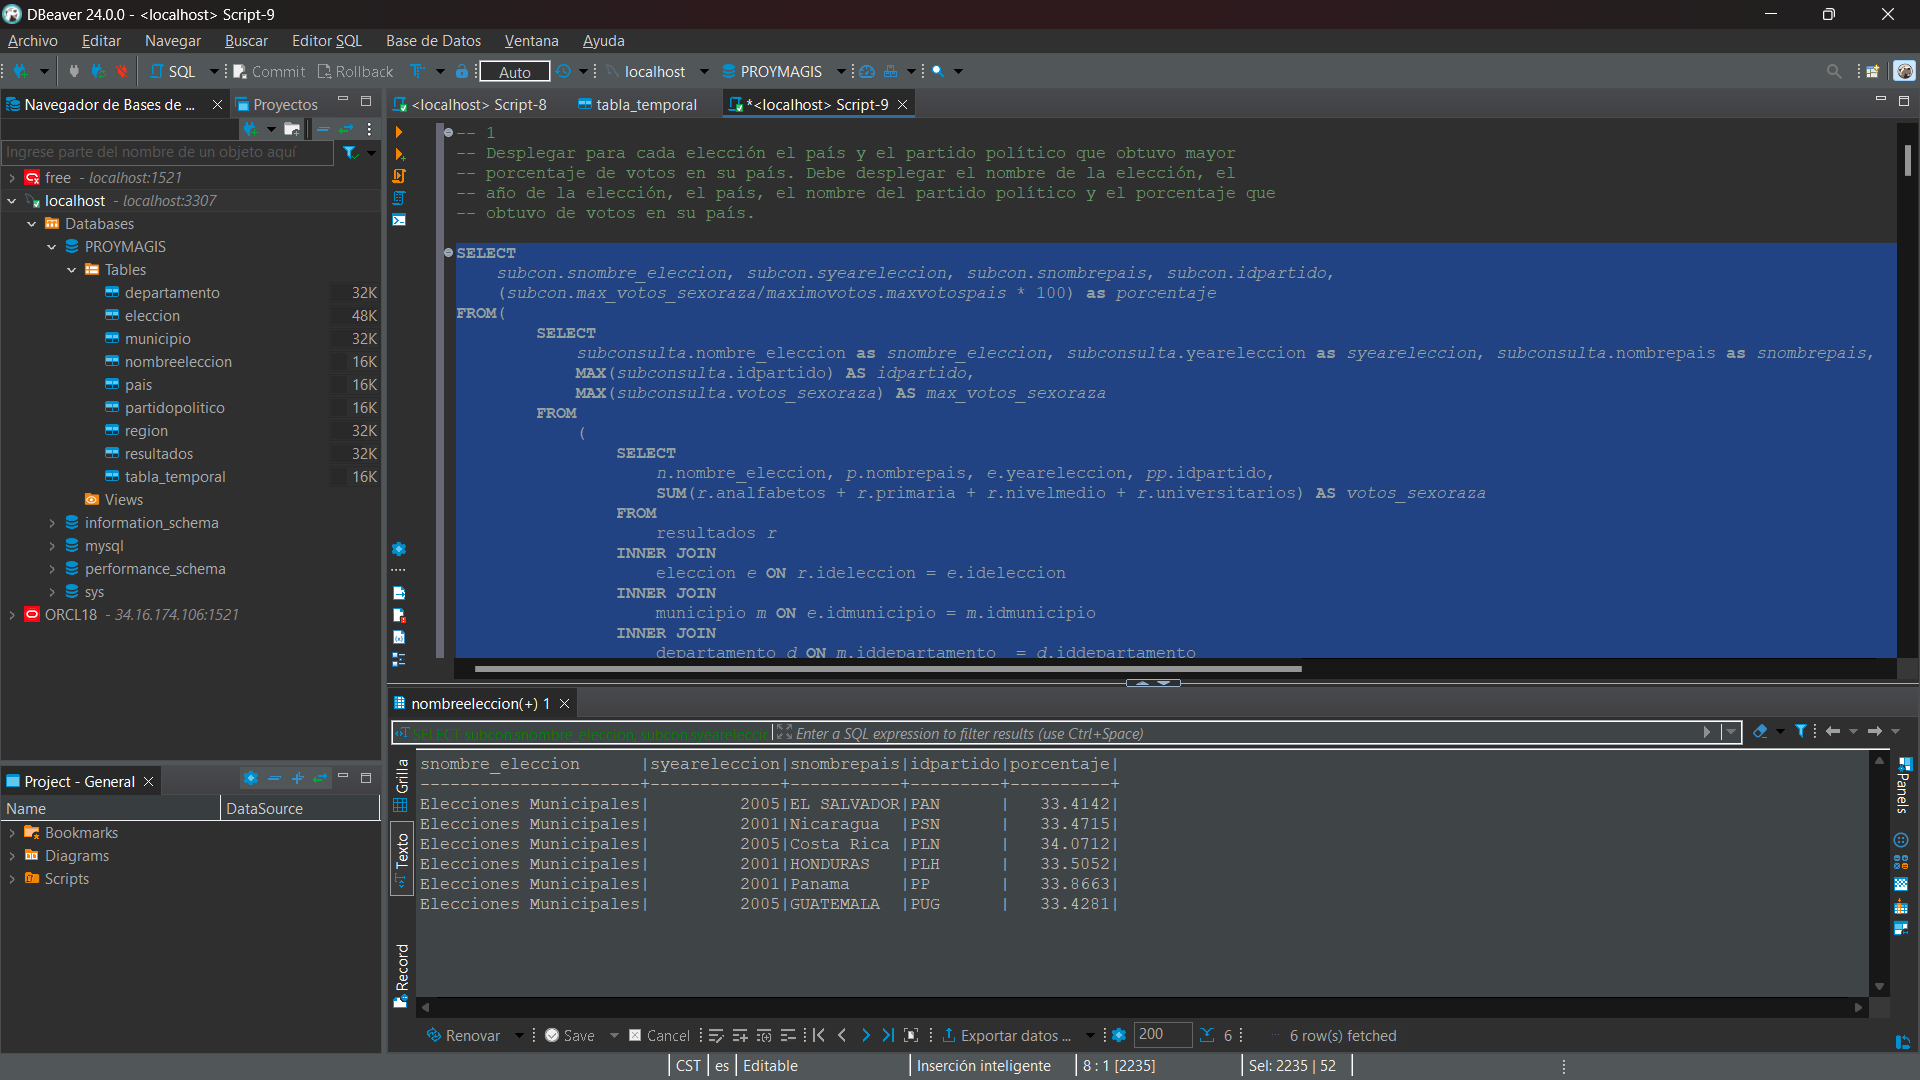 DBeaver 24.0.0 - <localhost> Script-9
Archivo Editar Navegar Buscar Editor SQL Base de Datos Ventana Ayuda
SQL Commit Rollback Auto localhost PROYMAGIS
Navegador de Bases de ... Proyectos
<localhost> Script-8 tabla_temporal *<localhost> Script-9
Ingrese parte del nombre de un objeto aquí
free - localhost:1521
localhost - localhost:3307
Databases
PROYMAGIS
Tables
departamento 32K
eleccion 48K
municipio 32K
nombreeleccion 16K
pais 16K
partidopolitico 16K
region 32K
resultados 32K
tabla_temporal 16K
Views
information_schema
mysql
performance_schema
sys
ORCL18 - 34.16.174.106:1521
-- 1
-- Desplegar para cada elección el país y el partido político que obtuvo mayor
-- porcentaje de votos en su país. Debe desplegar el nombre de la elección, el
-- año de la elección, el país, el nombre del partido político y el porcentaje que
-- obtuvo de votos en su país.
SELECT
subcon.snombre_eleccion, subcon.syeareleccion, subcon.snombrepais, subcon.idpartido,
(subcon.max_votos_sexoraza/maximovotos.maxvotospais * 100) as porcentaje
FROM(
SELECT
subconsulta.nombre_eleccion as snombre_eleccion, subconsulta.yeareleccion as syeareleccion, subconsulta.nombrepais as snombrepais,
MAX(subconsulta.idpartido) AS idpartido,
MAX(subconsulta.votos_sexoraza) AS max_votos_sexoraza
FROM
(
SELECT
n.nombre_eleccion, p.nombrepais, e.yeareleccion, pp.idpartido,
SUM(r.analfabetos + r.primaria + r.nivelmedio + r.universitarios) AS votos_sexoraza
FROM
resultados r
INNER JOIN
eleccion e ON r.ideleccion = e.ideleccion
INNER JOIN
municipio m ON e.idmunicipio = m.idmunicipio
INNER JOIN
departamento d ON m.iddepartamento = d.iddepartamento
nombreeleccion(+) 1
SELECT subcon.snombre_eleccion, subcon.syeareleccir Enter a SQL expression to filter results (use Ctrl+Space)
Grilla
Texto
Record
Panels
snombre_eleccion |syeareleccion|snombrepais|idpartido|porcentaje|
----------------------+-------------+-----------+---------+----------+
Elecciones Municipales| 2005|EL SALVADOR|PAN | 33.4142|
Elecciones Municipales| 2001|Nicaragua |PSN | 33.4715|
Elecciones Municipales| 2005|Costa Rica |PLN | 34.0712|
Elecciones Municipales| 2001|HONDURAS |PLH | 33.5052|
Elecciones Municipales| 2001|Panama |PP | 33.8663|
Elecciones Municipales| 2005|GUATEMALA |PUG | 33.4281|
Project - General
Name DataSource
Bookmarks
Diagrams
Scripts
Renovar Save Cancel Exportar datos ... 200 6 6 row(s) fetched
CST es Editable Inserción inteligente 8 : 1 [2235] Sel: 2235 | 52